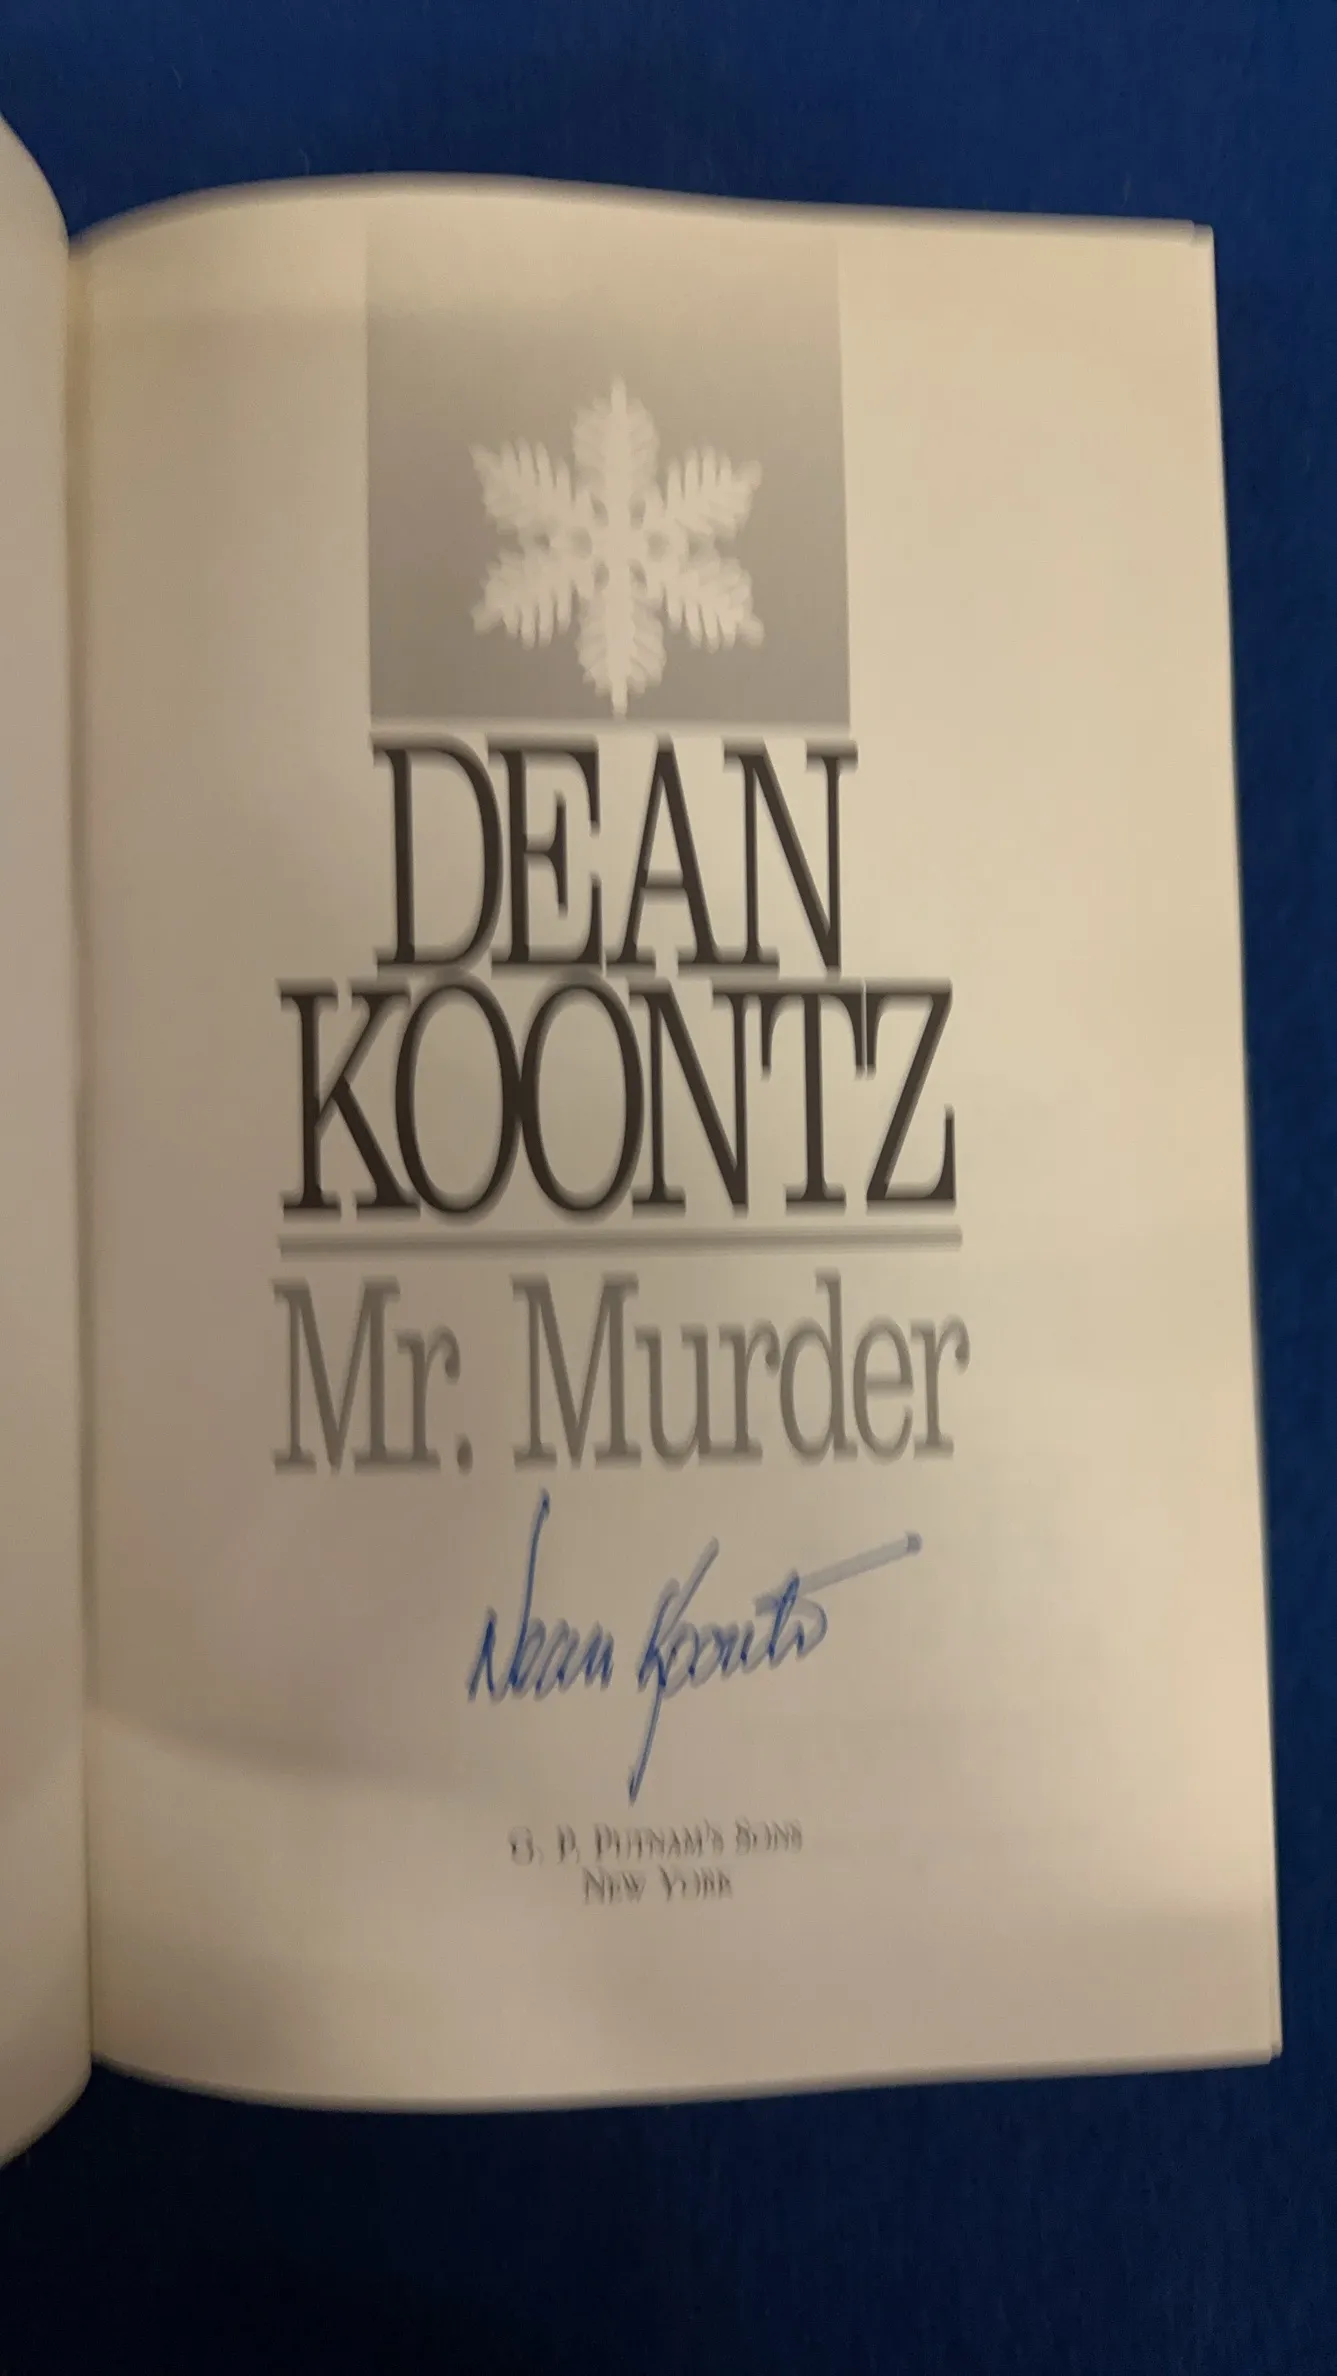 DEAN
KOONTZ
Mr. Murder
Dean Koontz
G. P. PUTNAM'S SONS
NEW YORK